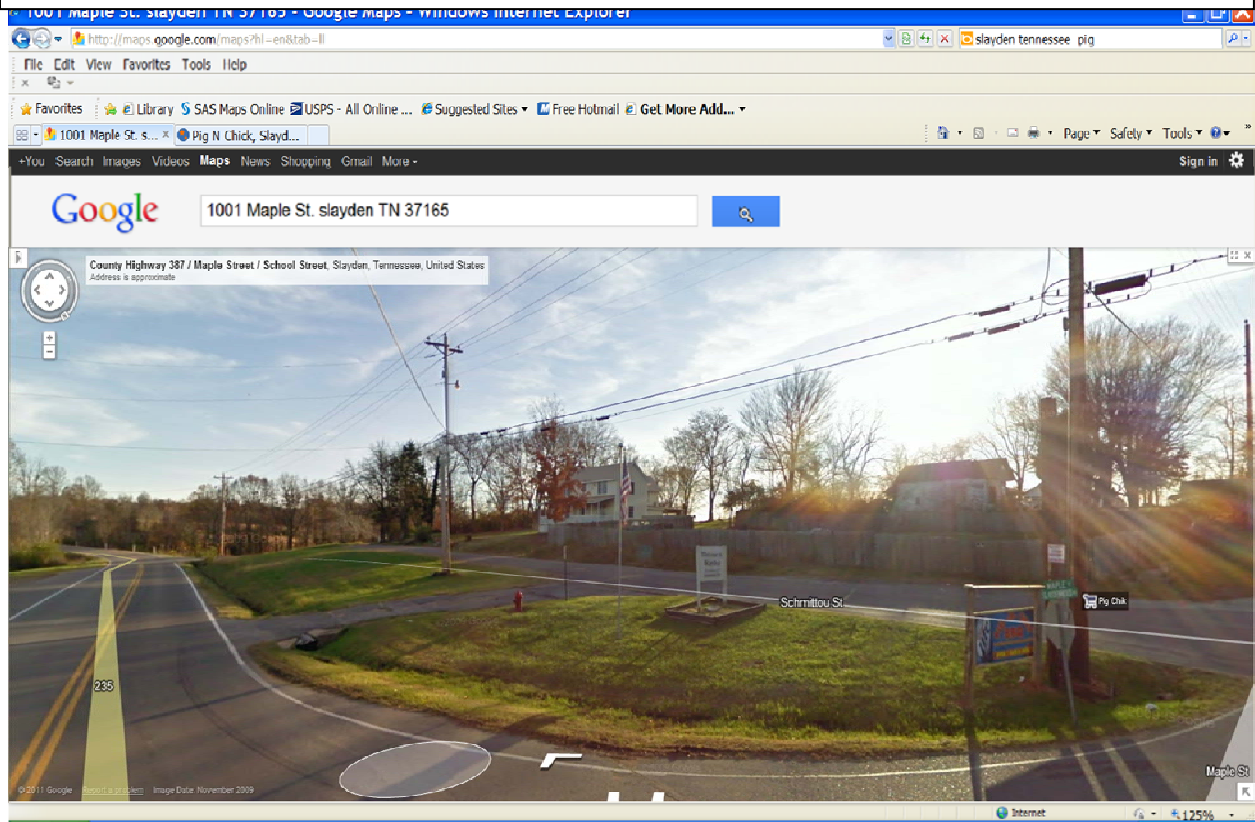 1001 Maple St. slayden TN 37165 - Google Maps - Windows Internet Explorer
http://maps.google.com/maps?hl=en&tab=ll
slayden tennessee pig
File Edit View Favorites Tools Help
Favorites Library SAS Maps Online USPS - All Online ... Suggested Sites Free Hotmail Get More Add...
1001 Maple St. s... Pig N Chick, Slayd... Page Safety Tools
+You Search Images Videos Maps News Shopping Gmail More Sign in
Google 1001 Maple St. slayden TN 37165
County Highway 387 / Maple Street / School Street, Slayden, Tennessee, United States
Address is approximate
Schmittou St
Pig Chik
235
Maple St
© 2011 Google Report a problem Image Date: November 2009
Internet 125%